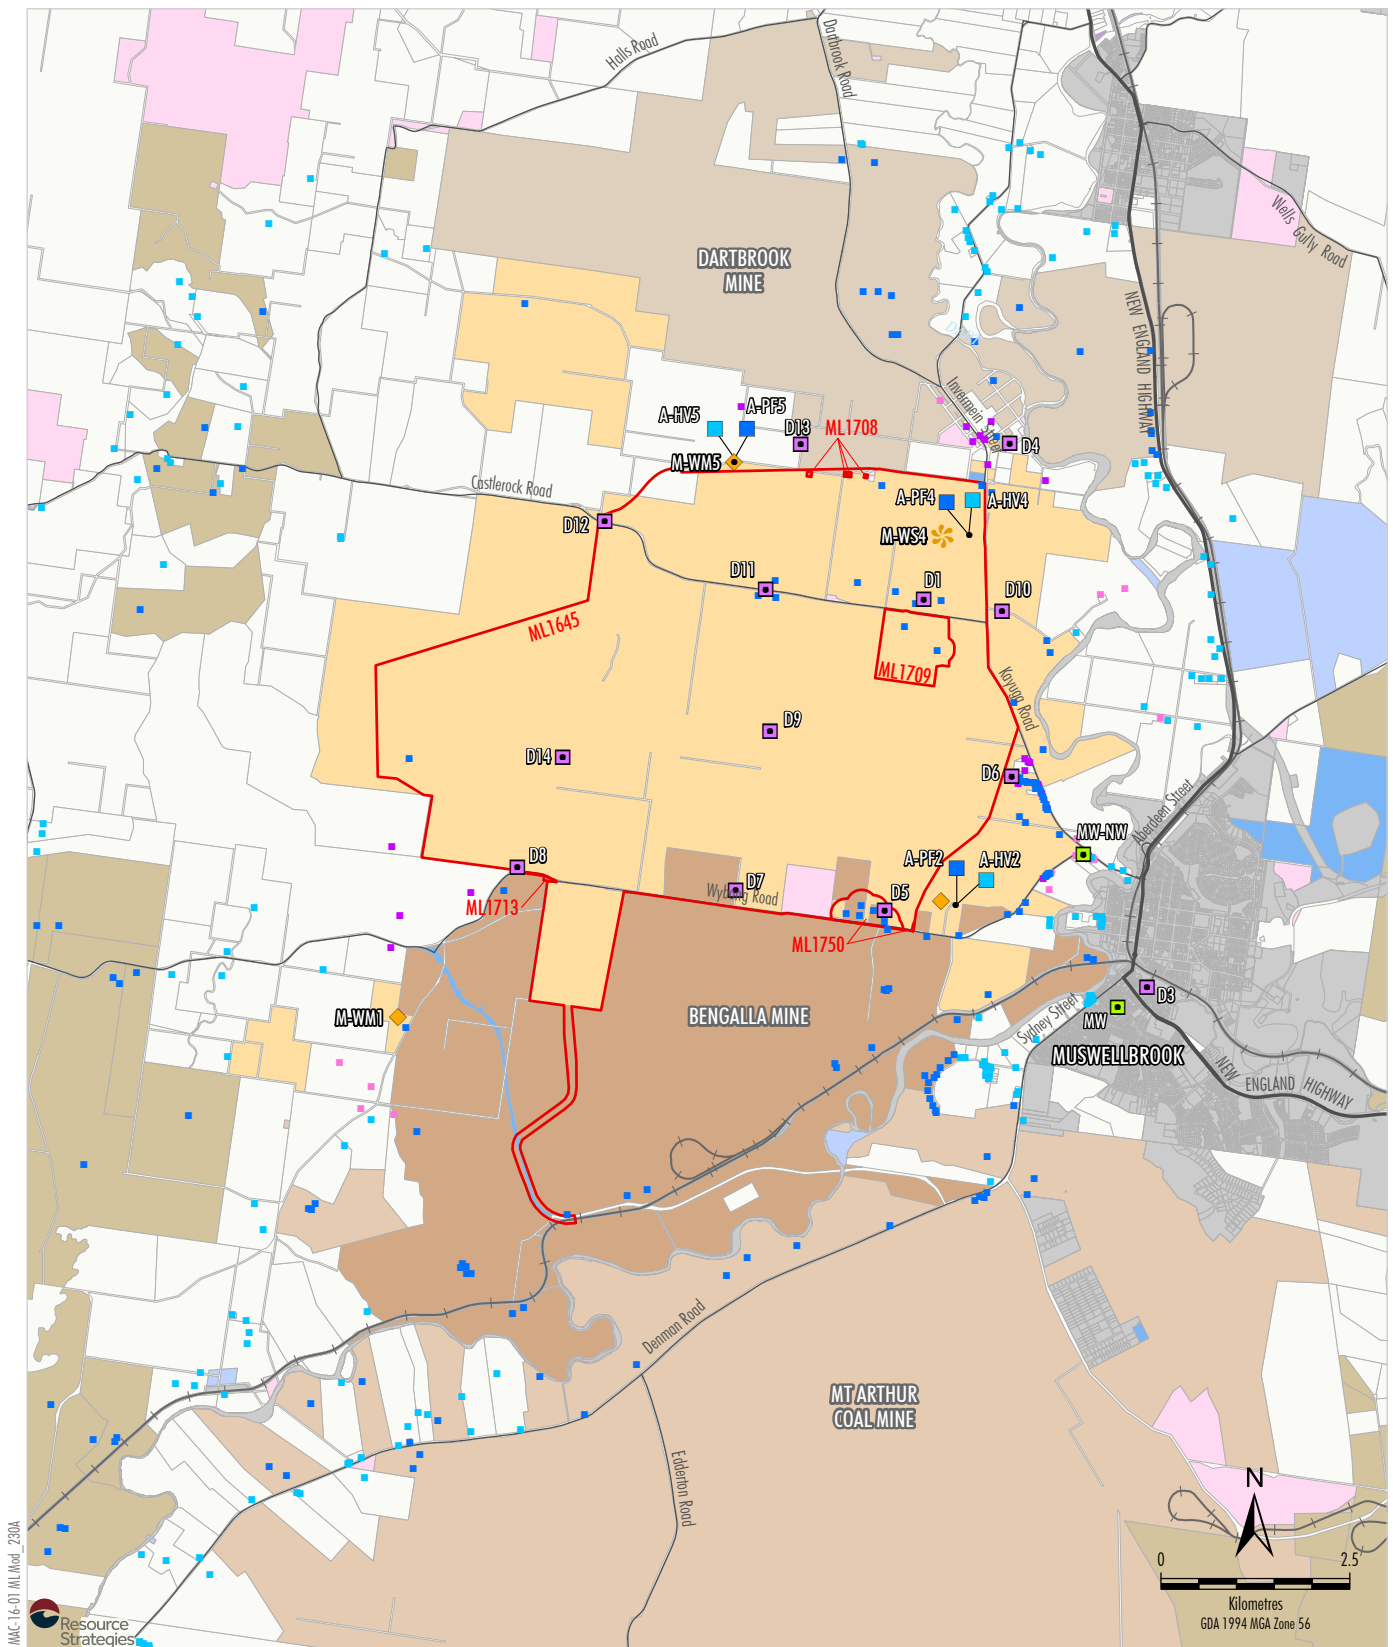 Halls Road
Dartbrook Road
Wells Gully Road
DARTBROOK
MINE
NEW ENGLAND HIGHWAY
Invermein Street
A-HV5
A-PF5
D13
ML1708
D4
M-WM5
Castlerock Road
A-PF4
A-HV4
D12
M-WS4
D11
D1
D10
ML1645
ML1709
Kayuga Road
D9
D14
D6
Aberdeen Street
MW-NW
A-PF2
A-HV2
D8
D7
Wybong Road
D5
ML1713
ML1750
D3
M-WM1
BENGALLA MINE
MW
Sydney Street
MUSWELLBROOK
NEW ENGLAND HIGHWAY
Denman Road
MT ARTHUR
COAL MINE
Edderton Road
N
0 2.5
Kilometres
GDA 1994 MGA Zone 56
MAC-16-01 MLMod_230A
Resource
Strategies